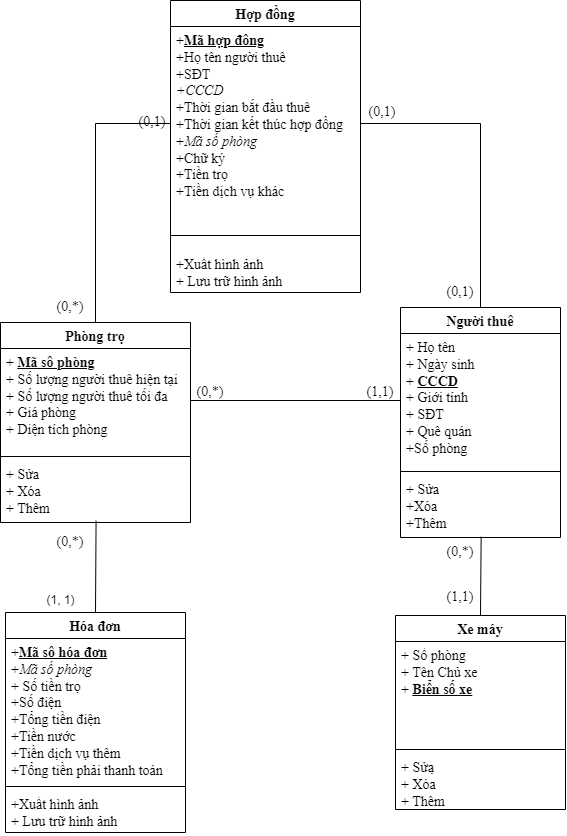 Hợp đồng
+Mã hợp đông
+Họ tên người thuê
+SĐT
+CCCD
+Thời gian bắt đầu thuê
+Thời gian kết thúc hợp đồng
+Mã số phòng
+Chữ ký
+Tiền trọ
+Tiền dịch vụ khác
+Xuất hình ảnh
+ Lưu trữ hình ảnh
(0,1)
(0,1)
(0,*)
(0,1)
Phòng trọ
+ Mã sô phòng
+ Số lượng người thuê hiện tại
+ Số lượng người thuê tối đa
+ Giá phòng
+ Diện tích phòng
+ Sửa
+ Xóa
+ Thêm
(0,*)
(1,1)
Người thuê
+ Họ tên
+ Ngày sinh
+ CCCD
+ Giới tính
+ SĐT
+ Quê quán
+Số phòng
+ Sửa
+Xóa
+Thêm
(0,*)
(1, 1)
(0,*)
(1,1)
Hóa đơn
+Mã sô hóa đơn
+Mã số phòng
+ Số tiền trọ
+Số điện
+Tổng tiền điện
+Tiền nước
+Tiền dịch vụ thêm
+Tổng tiền phải thanh toán
+Xuất hình ảnh
+ Lưu trữ hình ảnh
Xe máy
+ Số phòng
+ Tên Chủ xe
+ Biển số xe
+ Sửa
+ Xóa
+ Thêm